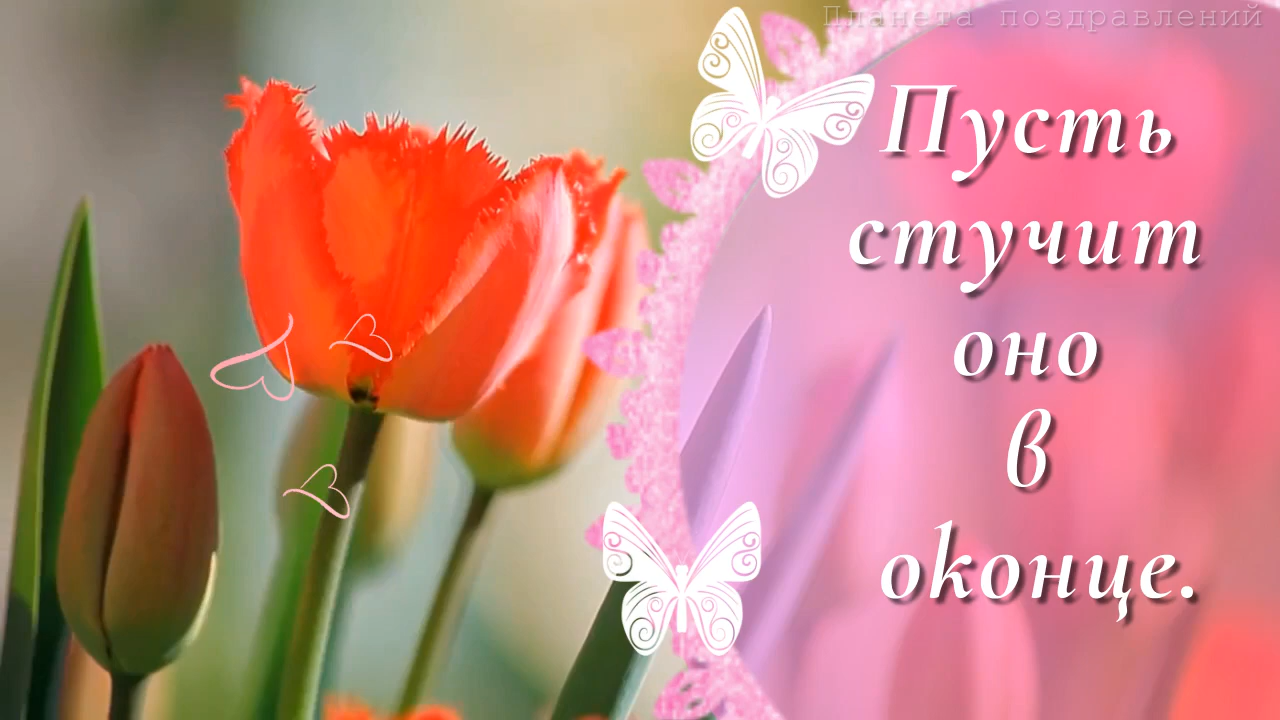 Планета поздравлений
Пусть
стучит
оно
в
оконце.